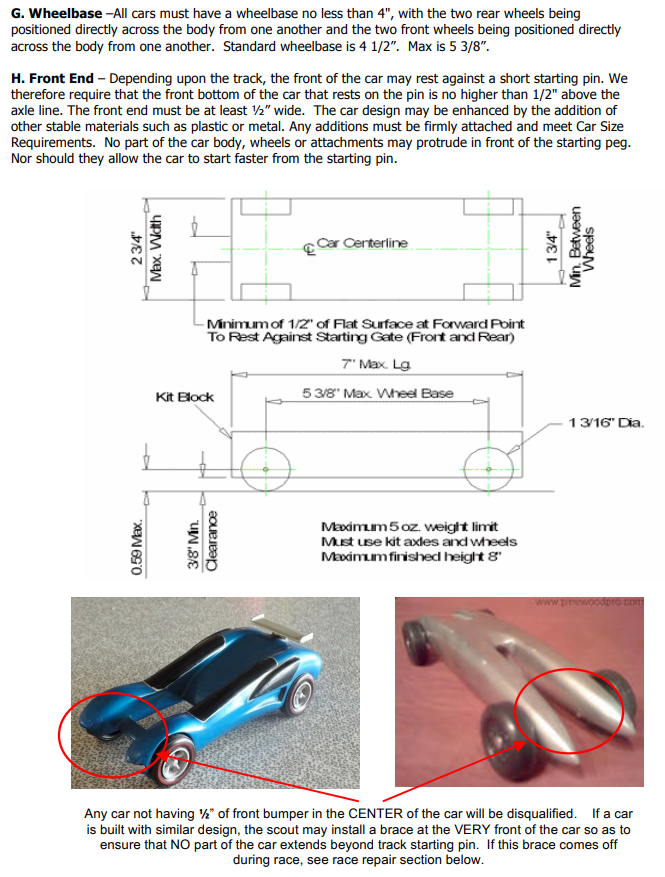 G. Wheelbase –All cars must have a wheelbase no less than 4", with the two rear wheels being
positioned directly across the body from one another and the two front wheels being positioned directly
across the body from one another.  Standard wheelbase is 4 1/2”.  Max is 5 3/8”.
H. Front End – Depending upon the track, the front of the car may rest against a short starting pin. We
therefore require that the front bottom of the car that rests on the pin is no higher than 1/2" above the
axle line. The front end must be at least ½” wide.  The car design may be enhanced by the addition of
other stable materials such as plastic or metal. Any additions must be firmly attached and meet Car Size
Requirements.  No part of the car body, wheels or attachments may protrude in front of the starting peg.
Nor should they allow the car to start faster from the starting pin.
2 3/4"
Max. Width
℄ Car Centerline
1 3/4"
Min. Between
Wheels
Minimum of 1/2" of Flat Surface at Forward Point
To Rest Against Starting Gate (Front and Rear)
7" Max. Lg.
Kit Block
5 3/8" Max. Wheel Base
1 3/16" Dia.
0.59 Max.
3/8" Min.
Clearance
Maximum 5 oz. weight limit
Must use kit axles and wheels
Maximum finished height 8"
www.pinewoodpro.com
Any car not having ½” of front bumper in the CENTER of the car will be disqualified.    If a car
is built with similar design, the scout may install a brace at the VERY front of the car so as to
ensure that NO part of the car extends beyond track starting pin.  If this brace comes off
during race, see race repair section below.